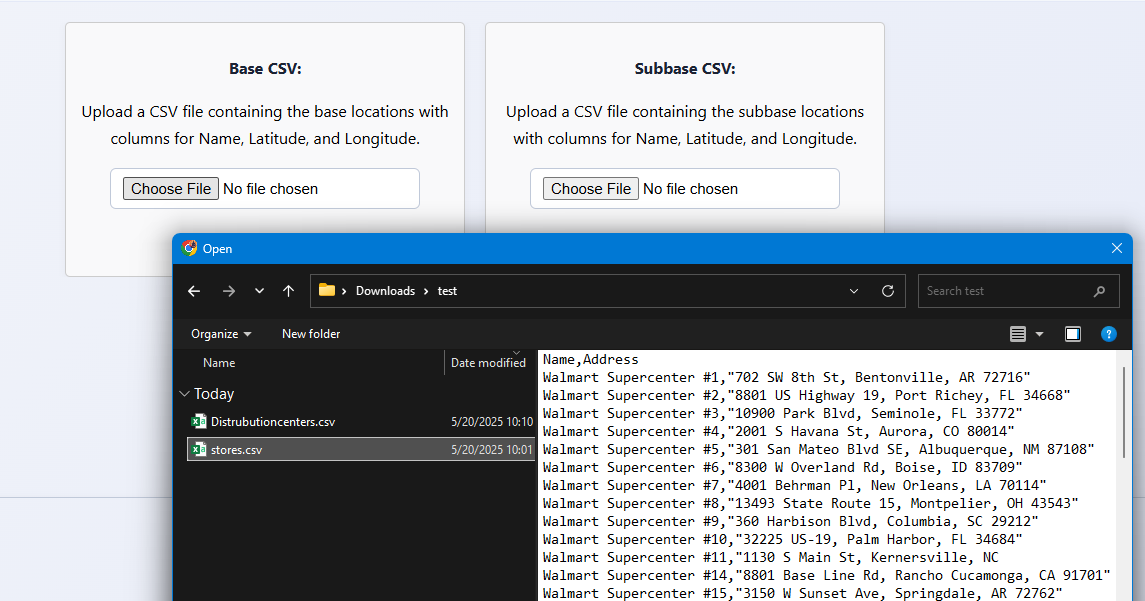 Base CSV:
Upload a CSV file containing the base locations with
columns for Name, Latitude, and Longitude.
Choose File No file chosen
Subbase CSV:
Upload a CSV file containing the subbase locations
with columns for Name, Latitude, and Longitude.
Choose File No file chosen
Open
Downloads test
Search test
Organize New folder
?
Name Date modified
Today
Distrubutioncenters.csv 5/20/2025 10:10
stores.csv 5/20/2025 10:01
Name,Address
Walmart Supercenter #1,"702 SW 8th St, Bentonville, AR 72716"
Walmart Supercenter #2,"8801 US Highway 19, Port Richey, FL 34668"
Walmart Supercenter #3,"10900 Park Blvd, Seminole, FL 33772"
Walmart Supercenter #4,"2001 S Havana St, Aurora, CO 80014"
Walmart Supercenter #5,"301 San Mateo Blvd SE, Albuquerque, NM 87108"
Walmart Supercenter #6,"8300 W Overland Rd, Boise, ID 83709"
Walmart Supercenter #7,"4001 Behrman Pl, New Orleans, LA 70114"
Walmart Supercenter #8,"13493 State Route 15, Montpelier, OH 43543"
Walmart Supercenter #9,"360 Harbison Blvd, Columbia, SC 29212"
Walmart Supercenter #10,"32225 US-19, Palm Harbor, FL 34684"
Walmart Supercenter #11,"1130 S Main St, Kernersville, NC
Walmart Supercenter #14,"8801 Base Line Rd, Rancho Cucamonga, CA 91701"
Walmart Supercenter #15,"3150 W Sunset Ave, Springdale, AR 72762"